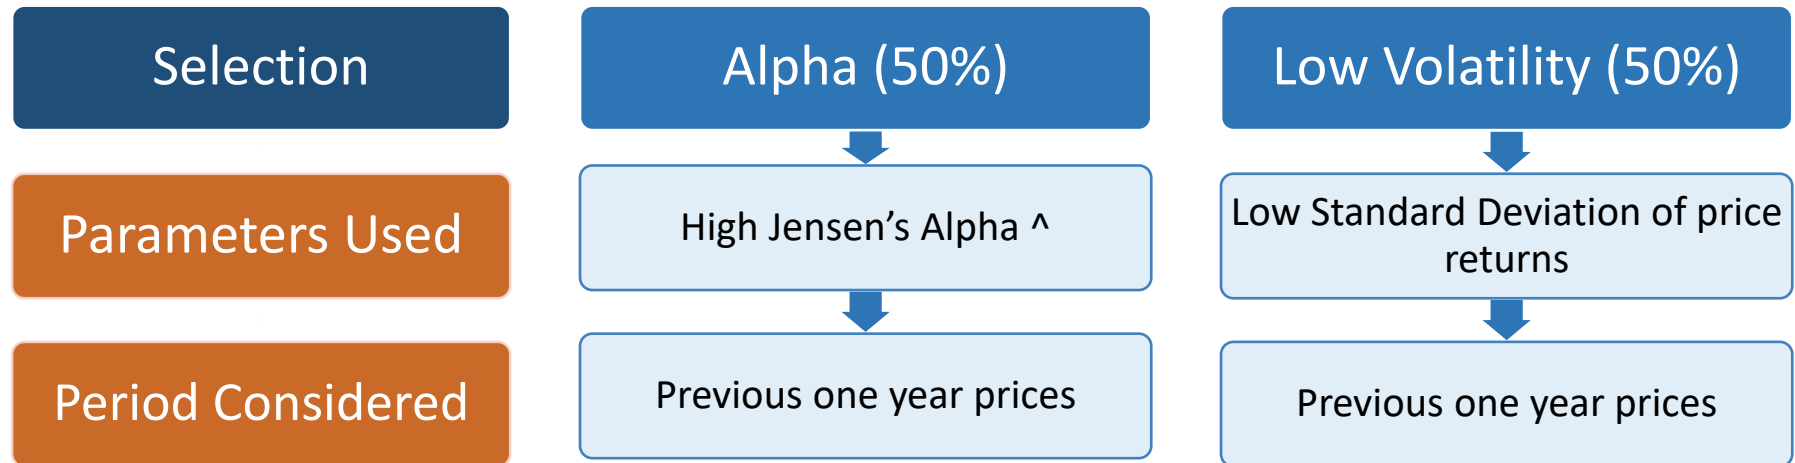 Selection
Alpha (50%)
Low Volatility (50%)
Parameters Used
High Jensen’s Alpha ^
Low Standard Deviation of price
returns
Period Considered
Previous one year prices
Previous one year prices